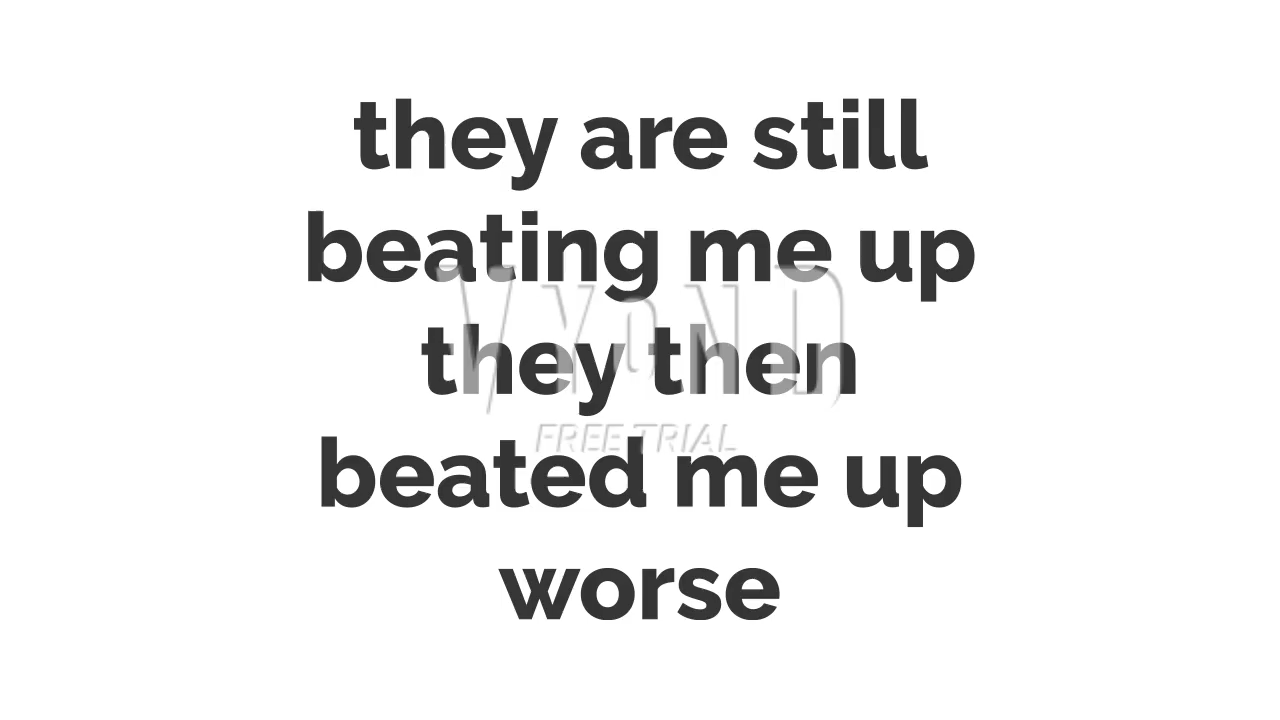 they are still
beating me up
VYOND
they then
FREE TRIAL
beated me up
worse